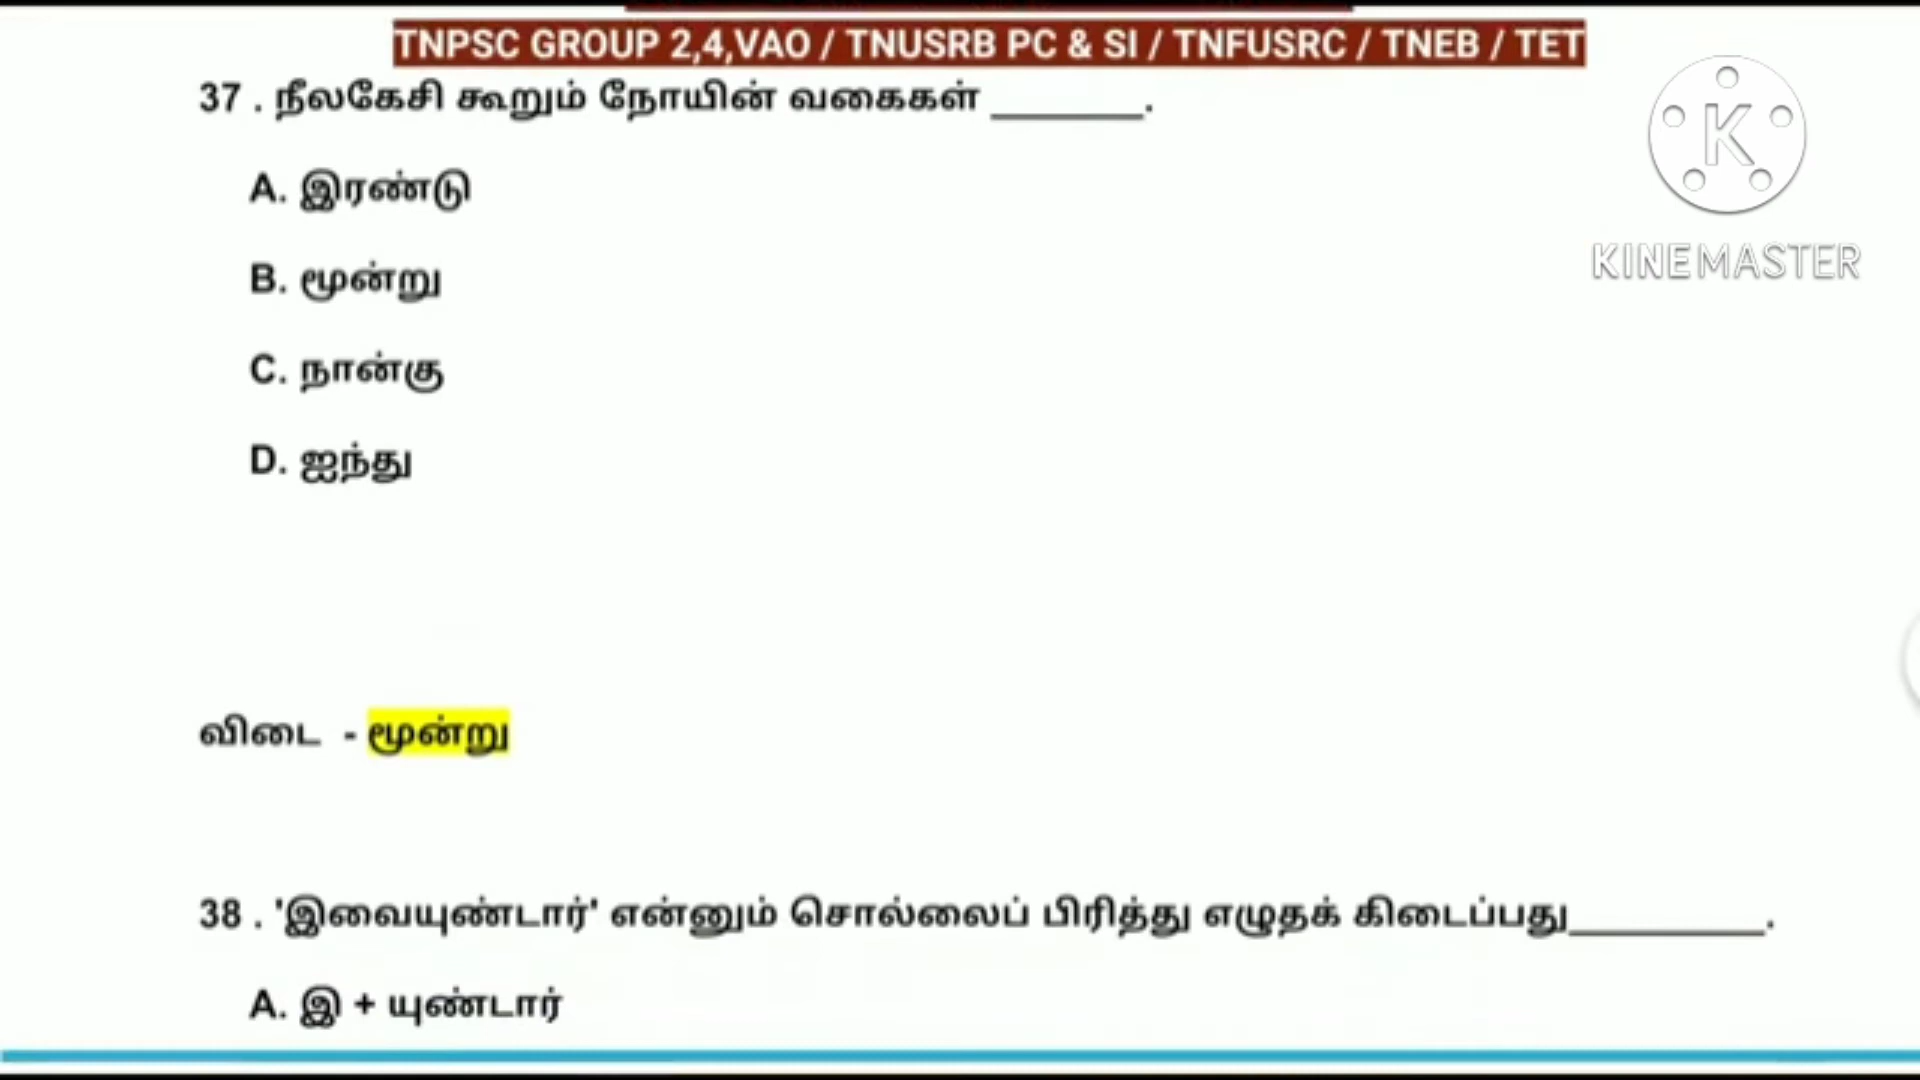 TNPSC GROUP 2,4,VAO / TNUSRB PC & SI / TNFUSRC / TNEB / TET
37 . நீலகேசி கூறும் நோயின் வகைகள் ________.
A. இரண்டு
B. மூன்று
C. நான்கு
D. ஐந்து
KINEMASTER
விடை - மூன்று
38 . 'இவையுண்டார்' என்னும் சொல்லைப் பிரித்து எழுதக் கிடைப்பது__________.
A. இ + யுண்டார்